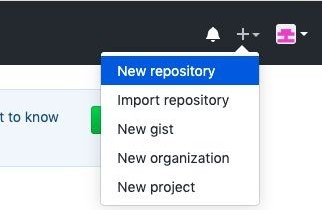 New repository
t to know
Import repository
New gist
New organization
New project